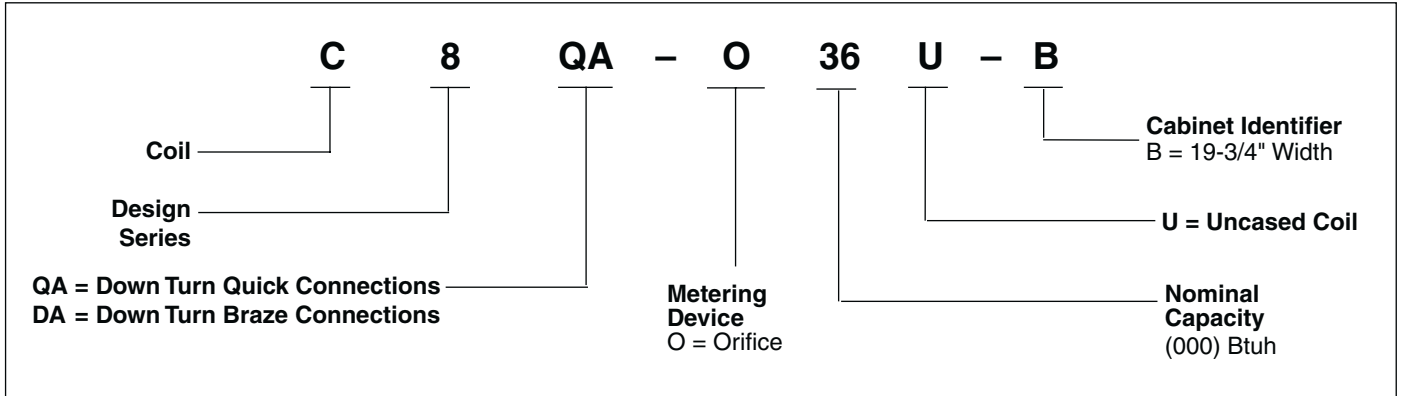 C 8 QA – O 36 U – B
Cabinet Identifier
B = 19-3/4" Width
Coil
Design
Series
U = Uncased Coil
QA = Down Turn Quick Connections
DA = Down Turn Braze Connections
Metering
Device
O = Orifice
Nominal
Capacity
(000) Btuh